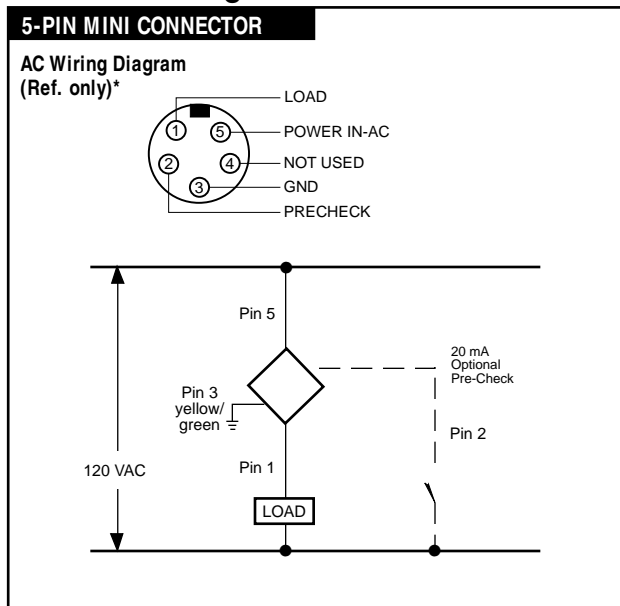 5-PIN MINI CONNECTOR
AC Wiring Diagram
(Ref. only)*
LOAD
1
5
POWER IN-AC
2
4
NOT USED
3
GND
PRECHECK
Pin 5
20 mA
Optional
Pre-Check
Pin 3
yellow/
green
Pin 2
Pin 1
120 VAC
LOAD